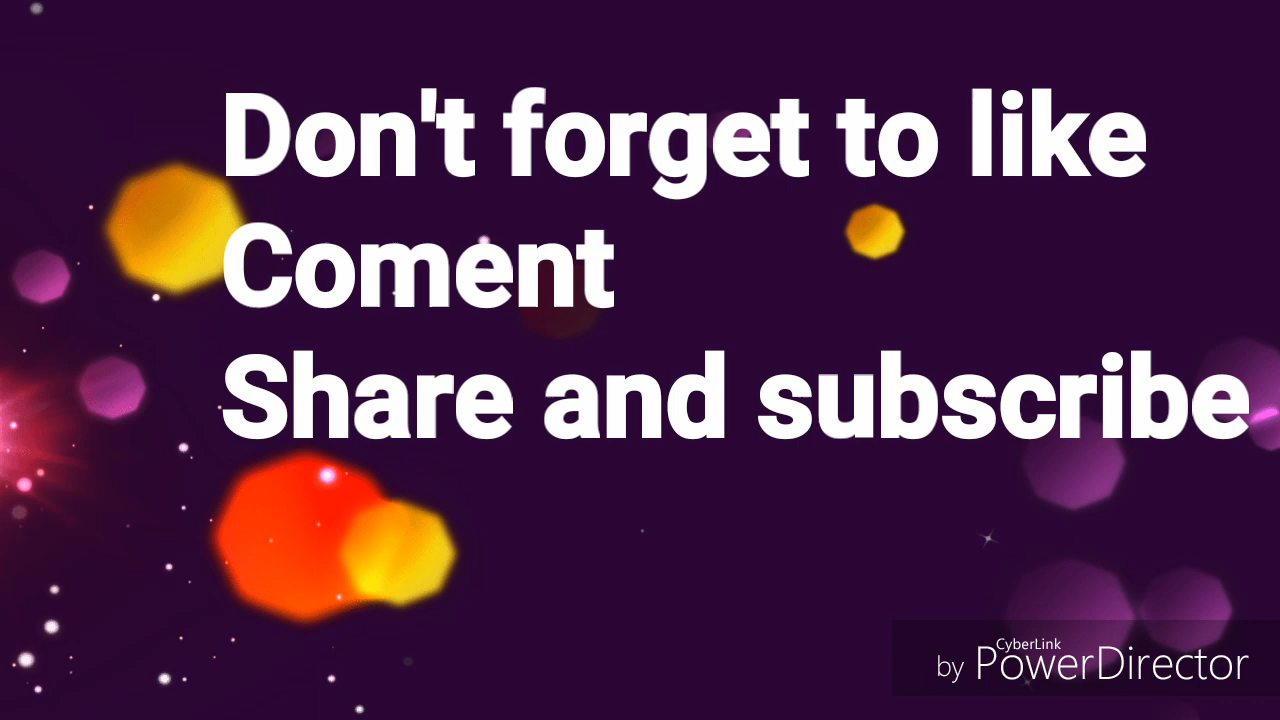 Don't forget to like
Coment
Share and subscribe
CyberLink
by PowerDirector